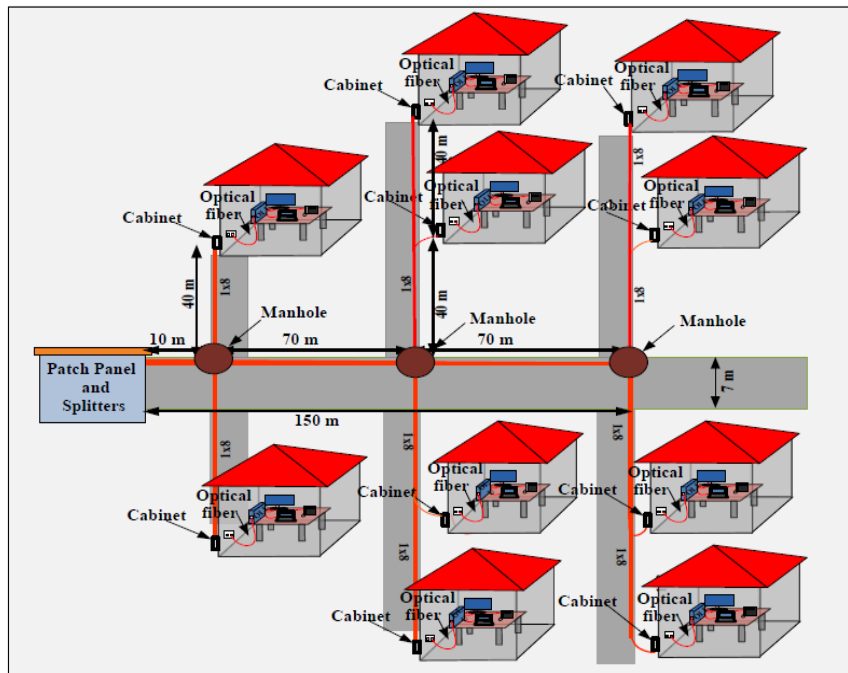 Optical
fiber
Cabinet
Optical
fiber
Cabinet
40 m
1x8
Optical
fiber
Cabinet
Optical
fiber
Cabinet
Optical
fiber
Cabinet
40 m
1x8
1x8
40 m
1x8
Manhole
Manhole
Manhole
10 m
70 m
70 m
Patch Panel
and
Splitters
7 m
150 m
1x8
1x8
1x8
Optical
fiber
Cabinet
Optical
fiber
Cabinet
Optical
fiber
Cabinet
1x8
1x8
Optical
fiber
Cabinet
Optical
fiber
Cabinet